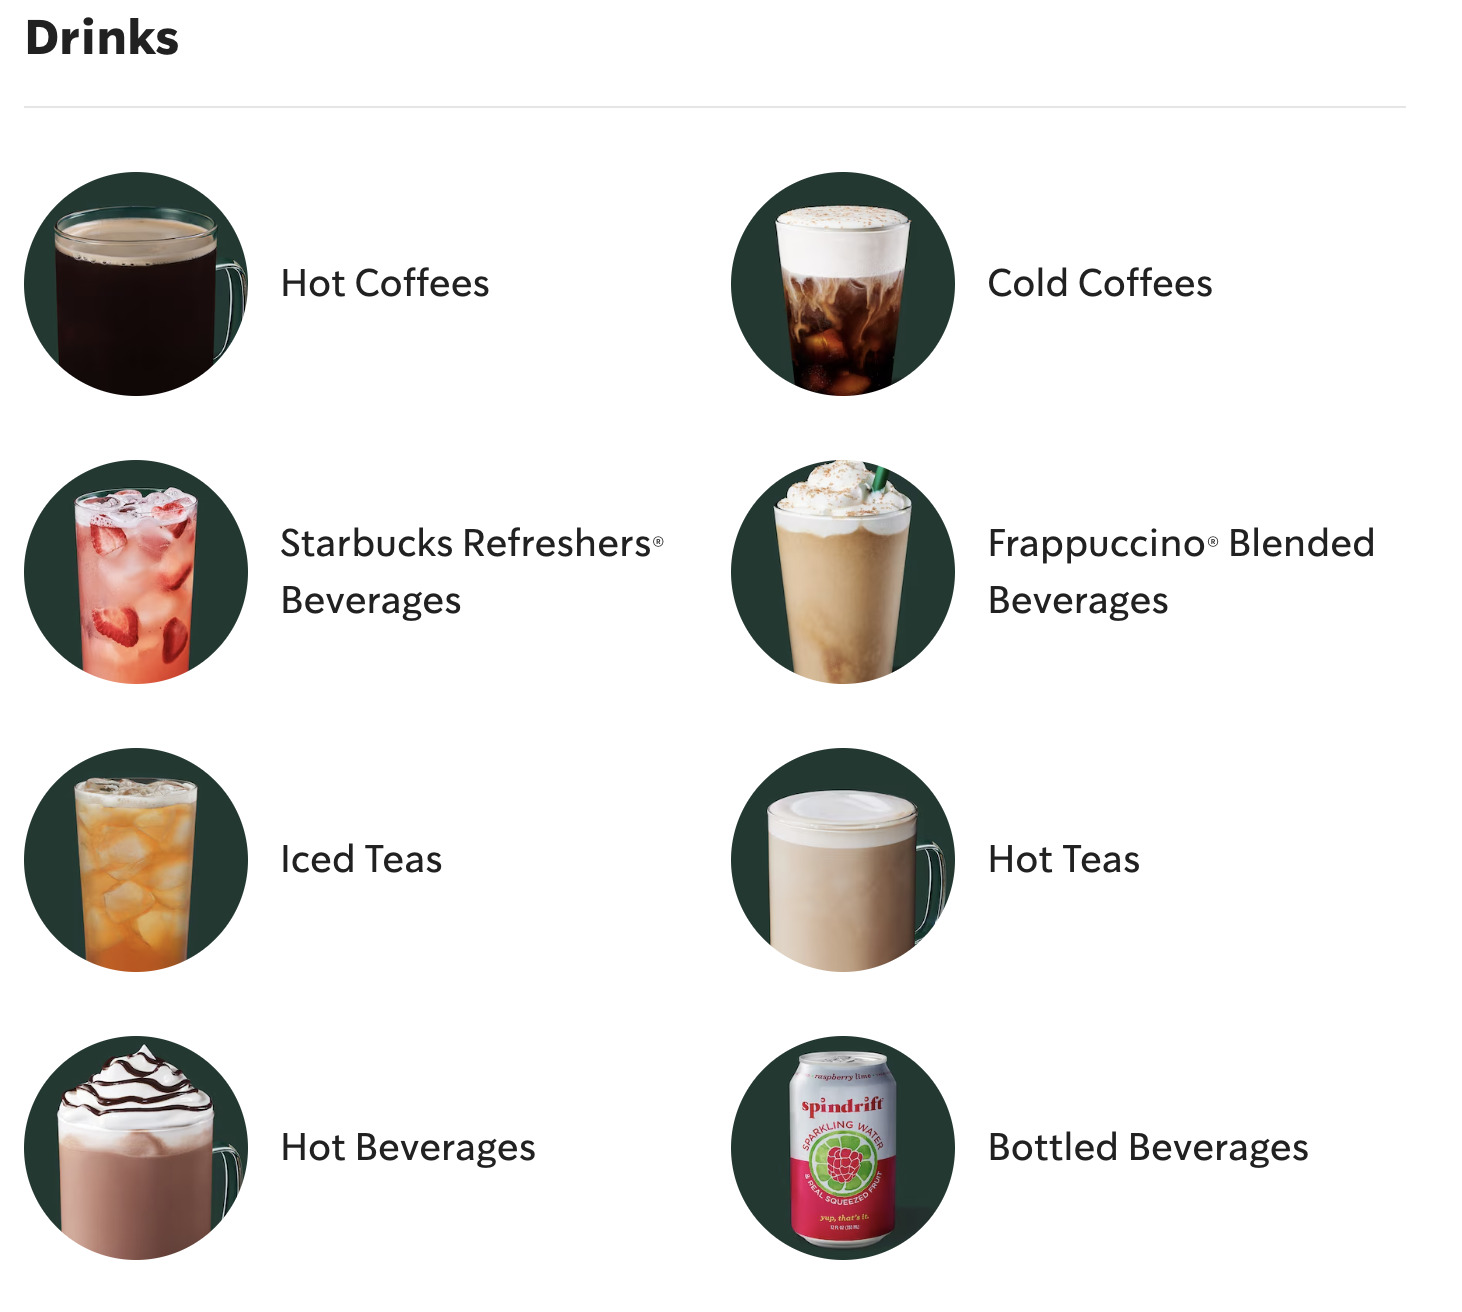 Drinks
Hot Coffees
Cold Coffees
Starbucks Refreshers®
Beverages
Frappuccino® Blended
Beverages
Iced Teas
Hot Teas
Hot Beverages
raspberry lime
spindrift
SPARKLING WATER
& REAL SQUEEZED FRUIT
yup, that's it.
Bottled Beverages